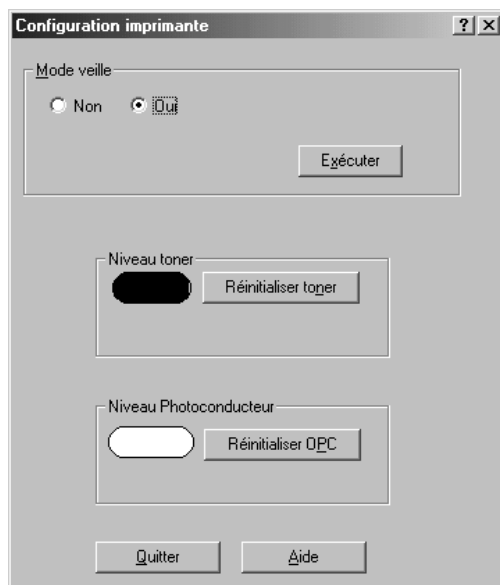 Configuration imprimante
Mode veille
Non Oui
Exécuter
Niveau toner
Réinitialiser toner
Niveau Photoconducteur
Réinitialiser OPC
Quitter Aide